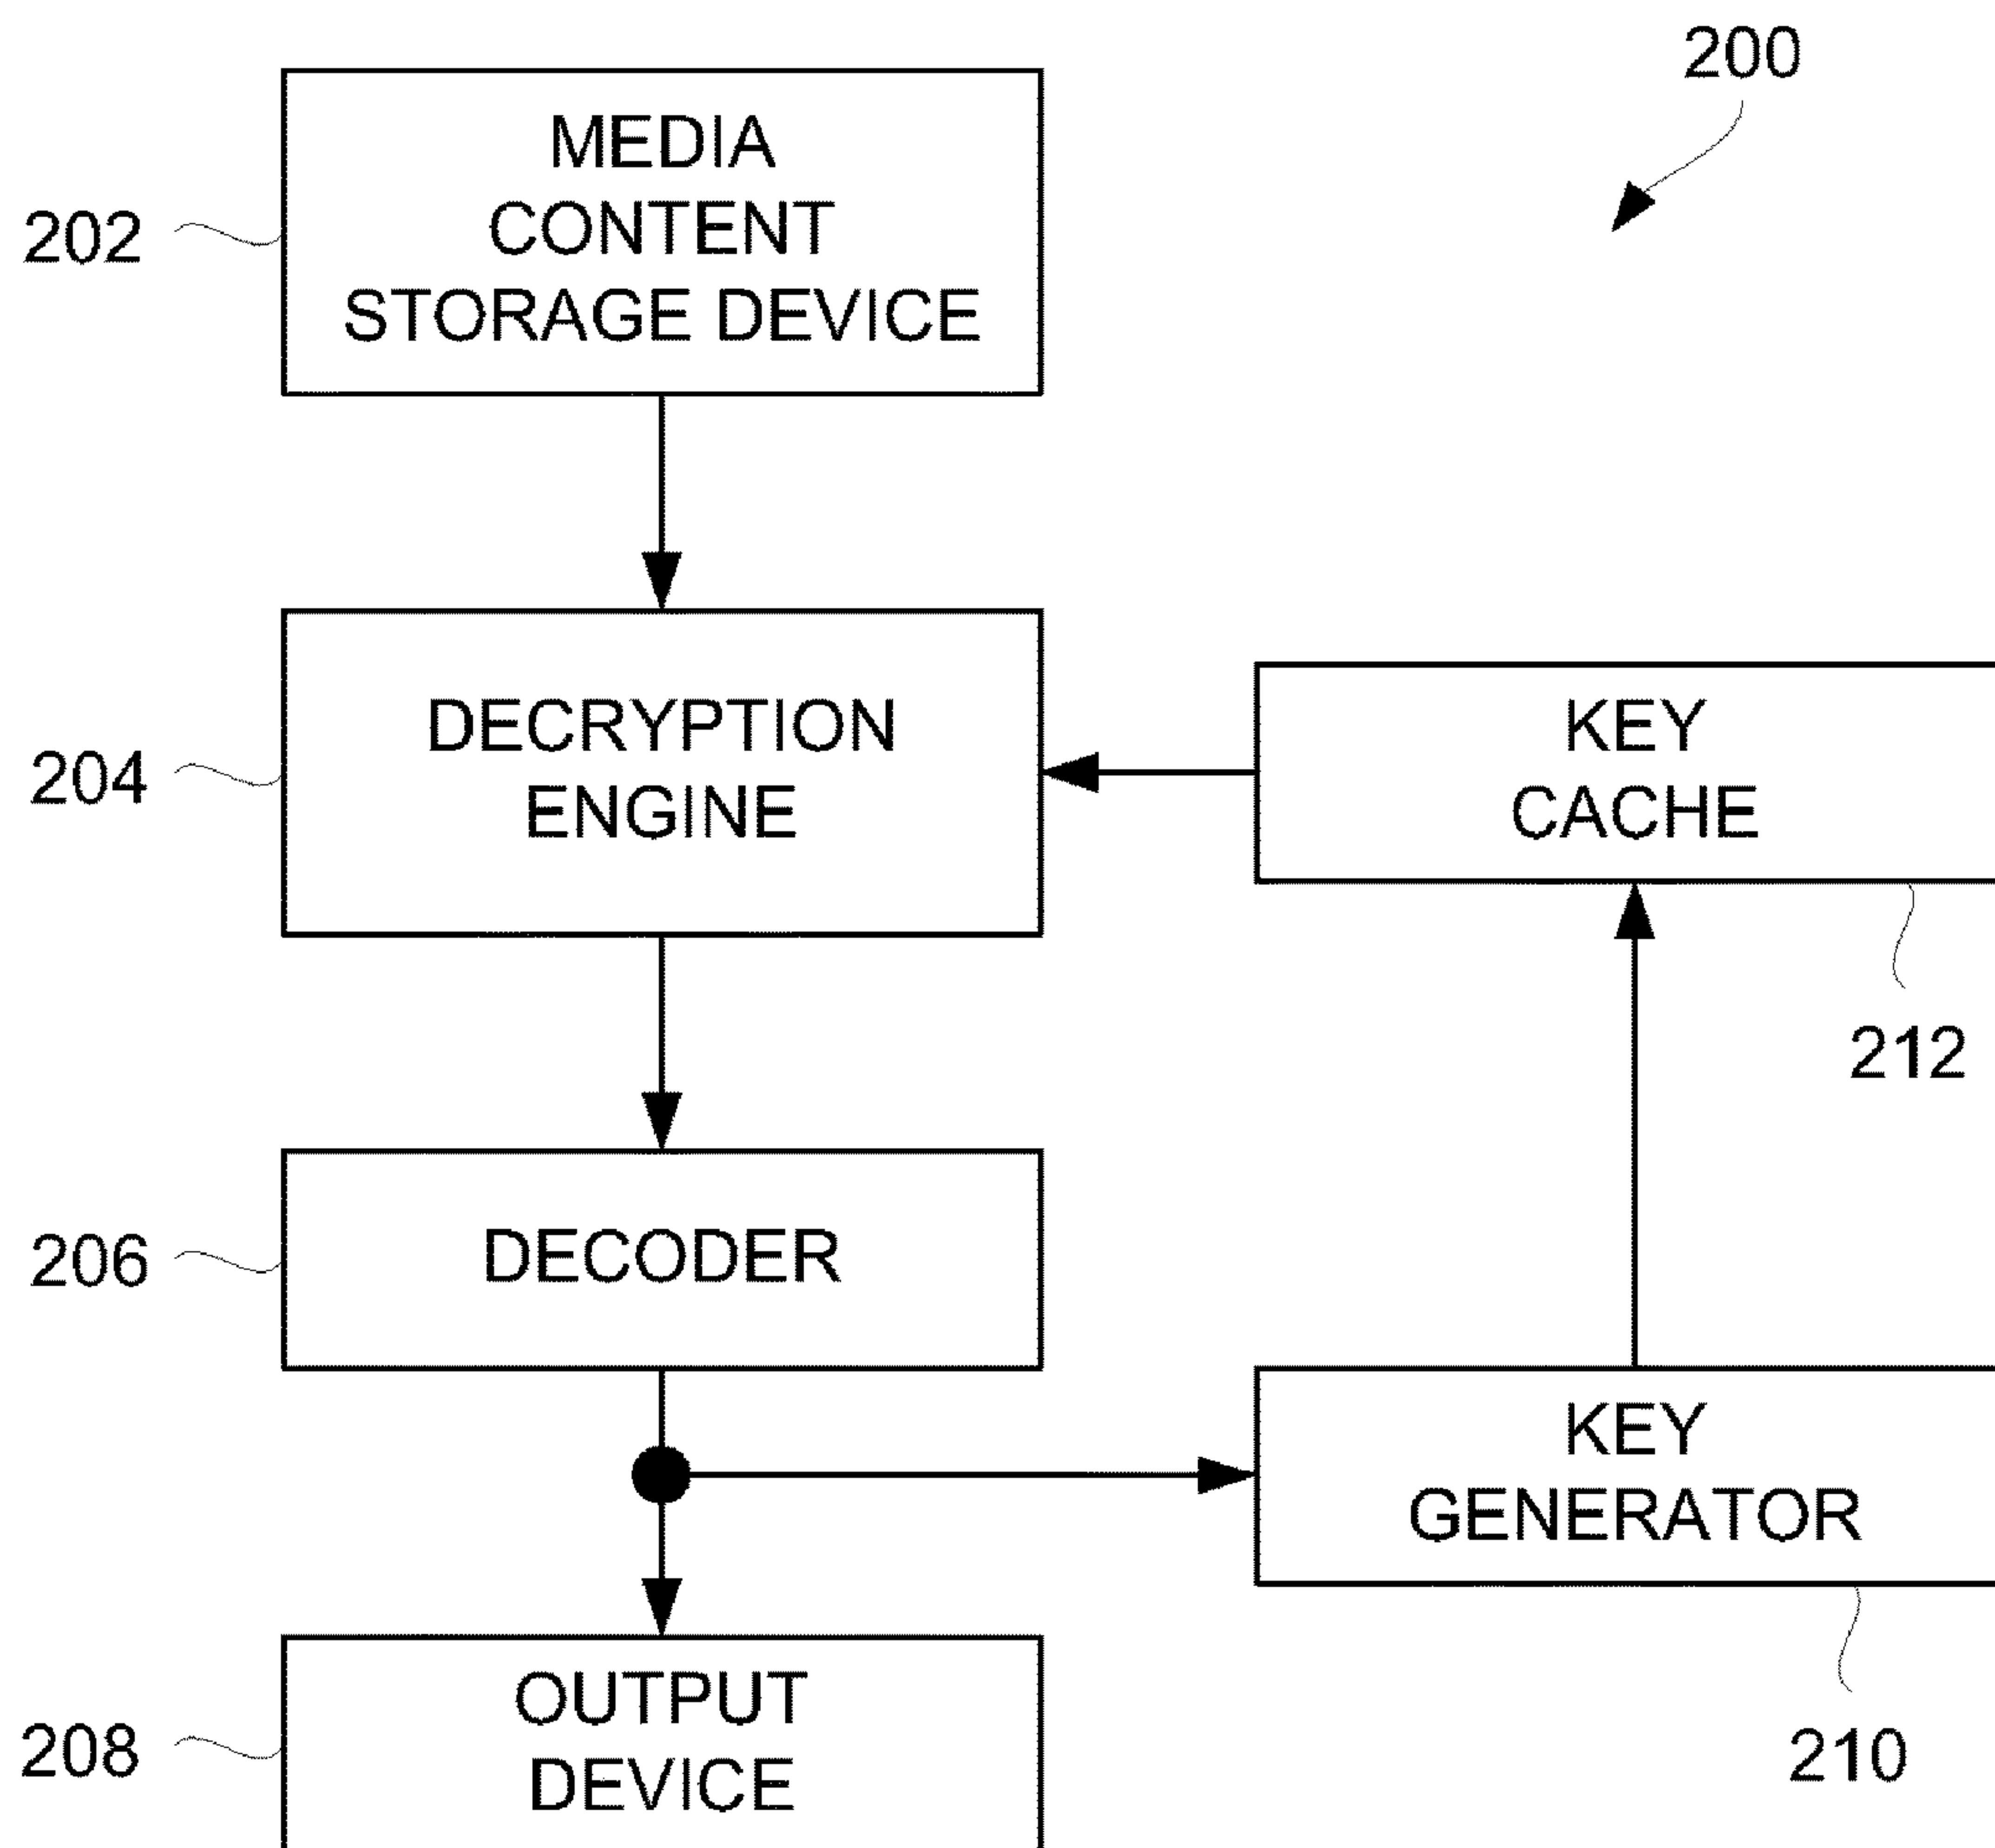 200
MEDIA
CONTENT
STORAGE DEVICE
202
DECRYPTION
ENGINE
204
KEY
CACHE
212
DECODER
206
KEY
GENERATOR
210
OUTPUT
DEVICE
208